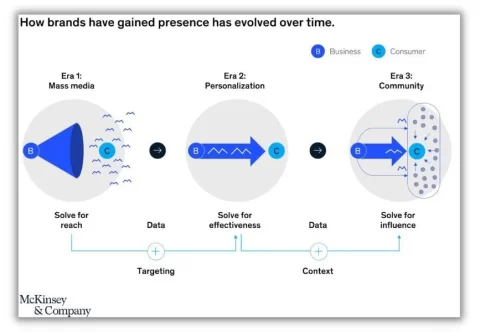 How brands have gained presence has evolved over time.
B Business C Consumer
Era 1:
Mass media
Era 2:
Personalization
Era 3:
Community
B C
B C
B C
Solve for
reach
Data
Solve for
effectiveness
Data
Solve for
influence
Targeting
Context
McKinsey
& Company